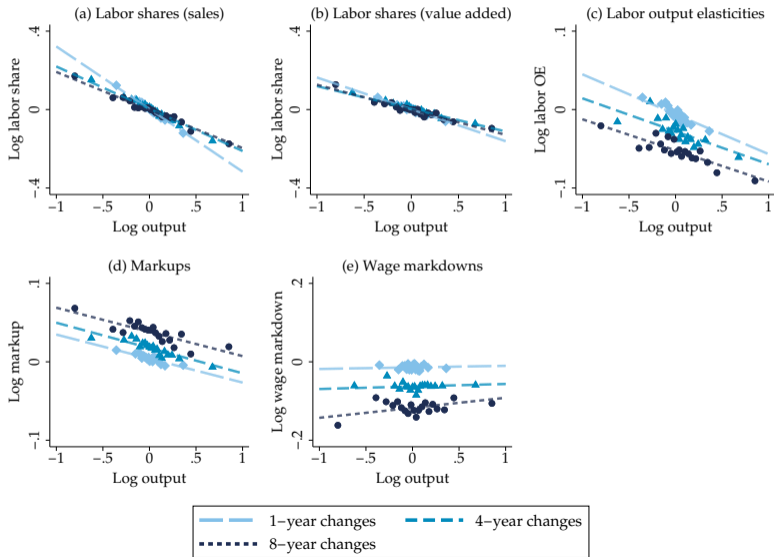 (a) Labor shares (sales)
Log labor share
.4
0
-.4
−1 −.5 0 .5 1
Log output
(b) Labor shares (value added)
Log labor share
.4
0
-.4
−1 −.5 0 .5 1
Log output
(c) Labor output elasticities
Log labor OE
.1
0
-.1
−1 −.5 0 .5 1
Log output
(d) Markups
Log markup
.1
0
-.1
−1 −.5 0 .5 1
Log output
(e) Wage markdowns
Log wage markdown
.2
0
-.2
−1 −.5 0 .5 1
Log output
1−year changes 4−year changes
8−year changes